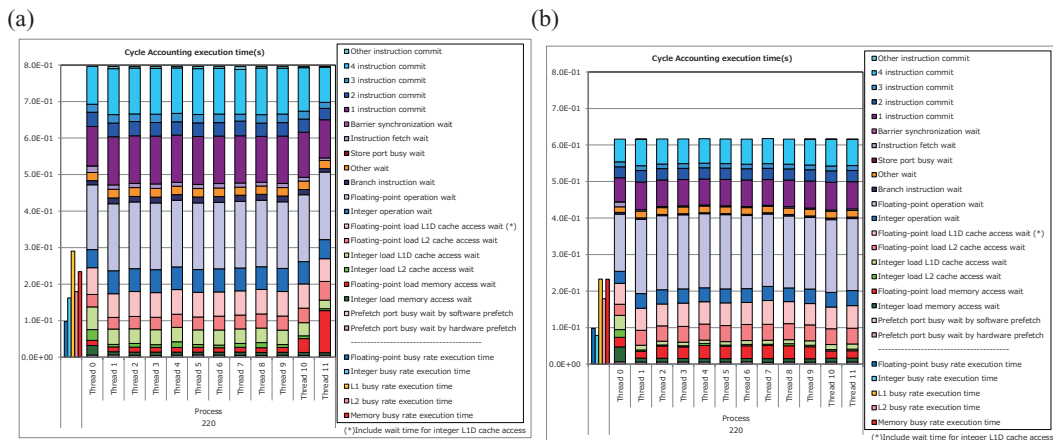 (a)
Cycle Accounting execution time(s)
8.0E-01
7.0E-01
6.0E-01
5.0E-01
4.0E-01
3.0E-01
2.0E-01
1.0E-01
0.0E+00
Thread 0
Thread 1
Thread 2
Thread 3
Thread 4
Thread 5
Thread 6
Thread 7
Thread 8
Thread 9
Thread 10
Thread 11
Process
220
Other instruction commit
4 instruction commit
3 instruction commit
2 instruction commit
1 instruction commit
Barrier synchronization wait
Instruction fetch wait
Store port busy wait
Other wait
Branch instruction wait
Floating-point operation wait
Integer operation wait
Floating-point load L1D cache access wait (*)
Floating-point load L2 cache access wait
Integer load L1D cache access wait
Integer load L2 cache access wait
Floating-point load memory access wait
Integer load memory access wait
Prefetch port busy wait by software prefetch
Prefetch port busy wait by hardware prefetch
--------------------------------------
Floating-point busy rate execution time
Integer busy rate execution time
L1 busy rate execution time
L2 busy rate execution time
Memory busy rate execution time
(*)Include wait time for integer L1D cache access
(b)
Cycle Accounting execution time(s)
8.0E-01
7.0E-01
6.0E-01
5.0E-01
4.0E-01
3.0E-01
2.0E-01
1.0E-01
0.0E+00
Thread 0
Thread 1
Thread 2
Thread 3
Thread 4
Thread 5
Thread 6
Thread 7
Thread 8
Thread 9
Thread 10
Thread 11
Process
220
Other instruction commit
4 instruction commit
3 instruction commit
2 instruction commit
1 instruction commit
Barrier synchronization wait
Instruction fetch wait
Store port busy wait
Other wait
Branch instruction wait
Floating-point operation wait
Integer operation wait
Floating-point load L1D cache access wait (*)
Floating-point load L2 cache access wait
Integer load L1D cache access wait
Integer load L2 cache access wait
Floating-point load memory access wait
Integer load memory access wait
Prefetch port busy wait by software prefetch
Prefetch port busy wait by hardware prefetch
--------------------------------------
Floating-point busy rate execution time
Integer busy rate execution time
L1 busy rate execution time
L2 busy rate execution time
Memory busy rate execution time
(*)Include wait time for integer L1D cache access